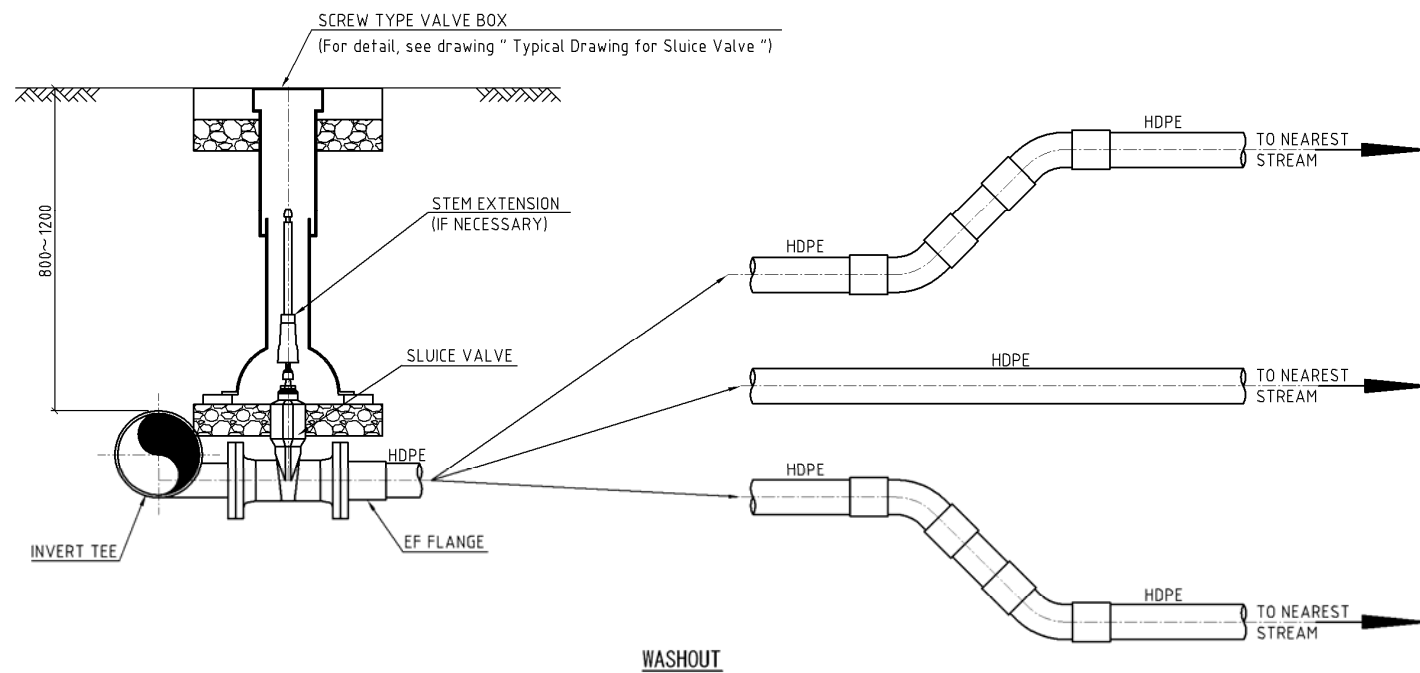 SCREW TYPE VALVE BOX
(For detail, see drawing " Typical Drawing for Sluice Valve ")
800~1200
STEM EXTENSION
(IF NECESSARY)
SLUICE VALVE
HDPE
EF FLANGE
INVERT TEE
HDPE
HDPE
TO NEAREST
STREAM
HDPE
TO NEAREST
STREAM
HDPE
HDPE
TO NEAREST
STREAM
WASHOUT